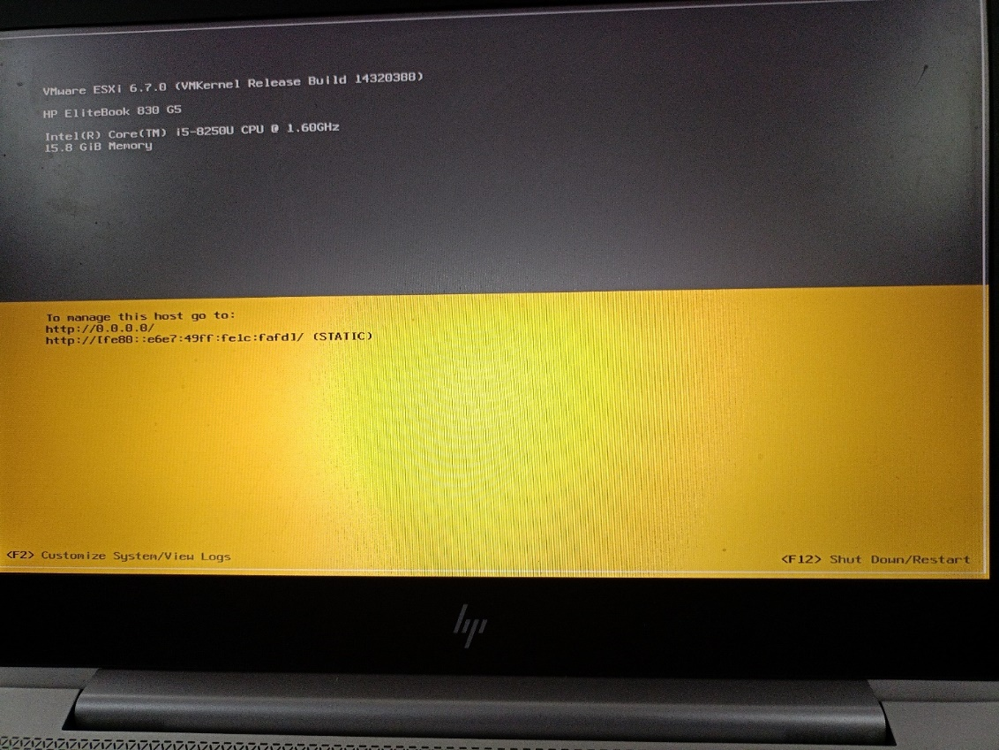 VMware ESXi 6.7.0 (VMKernel Release Build 14320388)
HP EliteBook 830 G5
Intel(R) Core(TM) i5-8250U CPU @ 1.60GHz
15.8 GiB Memory
To manage this host go to:
http://0.0.0.0/
http://[fe80::e6e7:49ff:fe1c:fafd]/ (STATIC)
<F2> Customize System/View Logs
<F12> Shut Down/Restart
hp